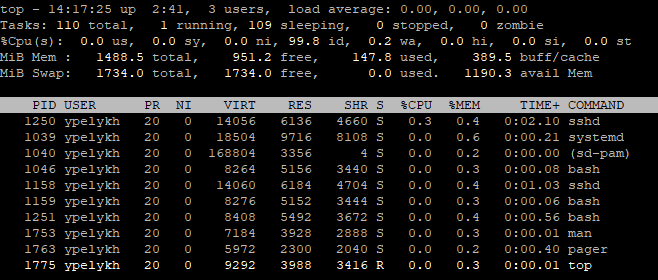 top - 14:17:25 up  2:41,  3 users,  load average: 0.00, 0.00, 0.00
Tasks: 110 total,   1 running, 109 sleeping,   0 stopped,   0 zombie
%Cpu(s):  0.0 us,  0.0 sy,  0.0 ni, 99.8 id,  0.2 wa,  0.0 hi,  0.0 si,  0.0 st
MiB Mem :   1488.5 total,    951.2 free,    147.8 used,    389.5 buff/cache
MiB Swap:   1734.0 total,   1734.0 free,      0.0 used.   1190.3 avail Mem
PID USER      PR  NI    VIRT    RES    SHR S  %CPU  %MEM     TIME+ COMMAND
1250 ypelykh   20   0   14056   6136   4660 S   0.3   0.4   0:02.10 sshd
1039 ypelykh   20   0   18504   9716   8108 S   0.0   0.6   0:00.21 systemd
1040 ypelykh   20   0  168804   3356      4 S   0.0   0.2   0:00.00 (sd-pam)
1046 ypelykh   20   0    8264   5156   3440 S   0.0   0.3   0:00.08 bash
1158 ypelykh   20   0   14060   6184   4704 S   0.0   0.4   0:01.03 sshd
1159 ypelykh   20   0    8276   5152   3444 S   0.0   0.3   0:00.06 bash
1251 ypelykh   20   0    8408   5492   3672 S   0.0   0.4   0:00.56 bash
1753 ypelykh   20   0    7184   3928   2888 S   0.0   0.3   0:00.01 man
1763 ypelykh   20   0    5972   2300   2040 S   0.0   0.2   0:00.40 pager
1775 ypelykh   20   0    9292   3988   3416 R   0.0   0.3   0:00.01 top